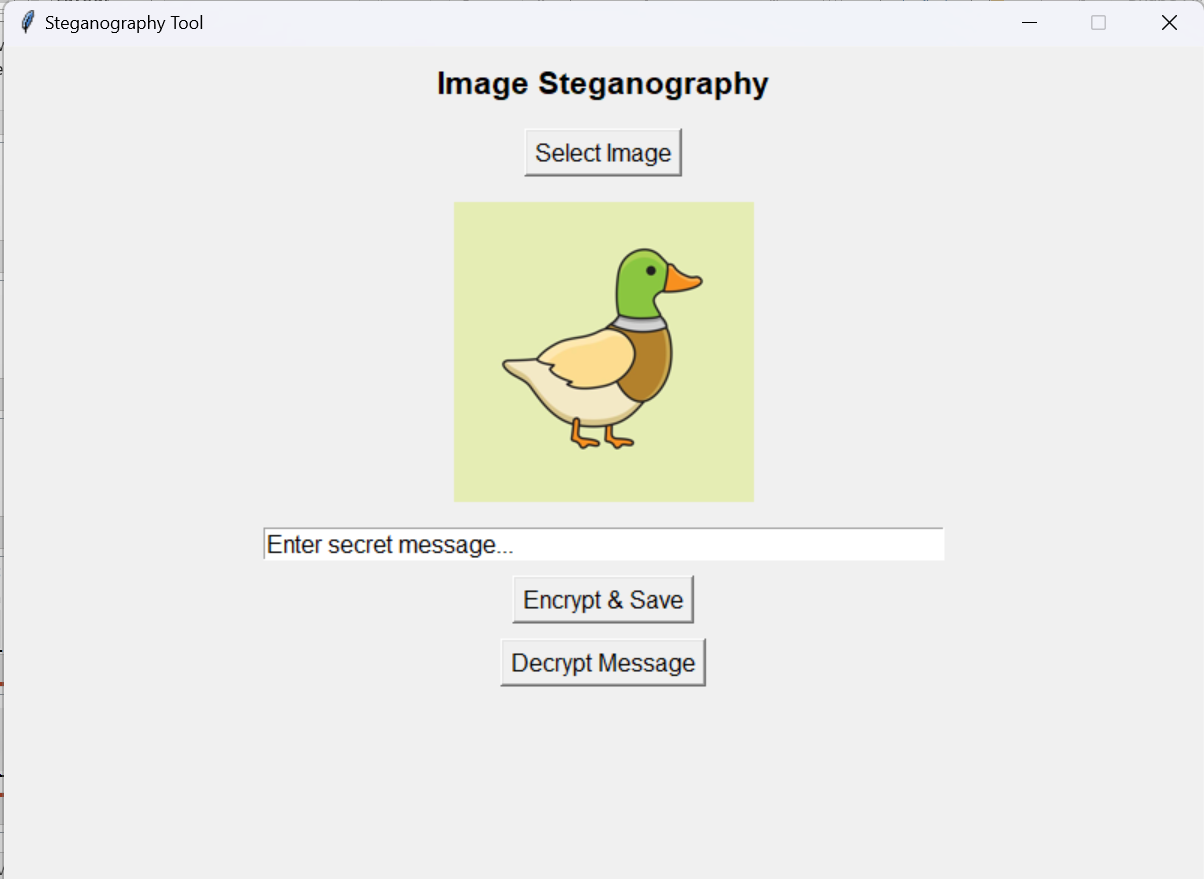 Steganography Tool
Image Steganography
Select Image
Enter secret message...
Encrypt & Save
Decrypt Message